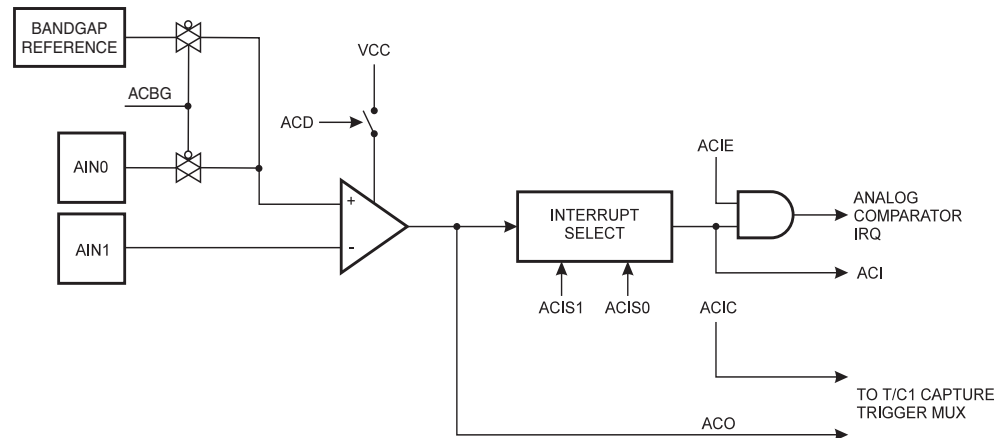 BANDGAP
REFERENCE
VCC
ACBG
ACD
ACIE
AIN0
+
INTERRUPT
SELECT
ANALOG
COMPARATOR
IRQ
AIN1
-
ACI
ACIS1
ACIS0
ACIC
TO T/C1 CAPTURE
TRIGGER MUX
ACO